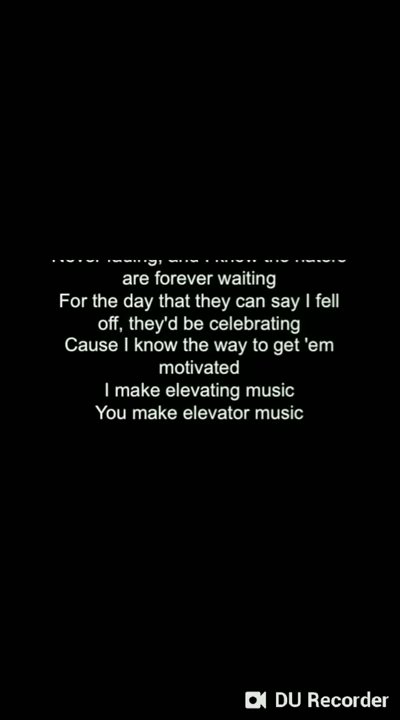 are forever waiting
For the day that they can say I fell
off, they'd be celebrating
Cause I know the way to get 'em
motivated
I make elevating music
You make elevator music
DU Recorder